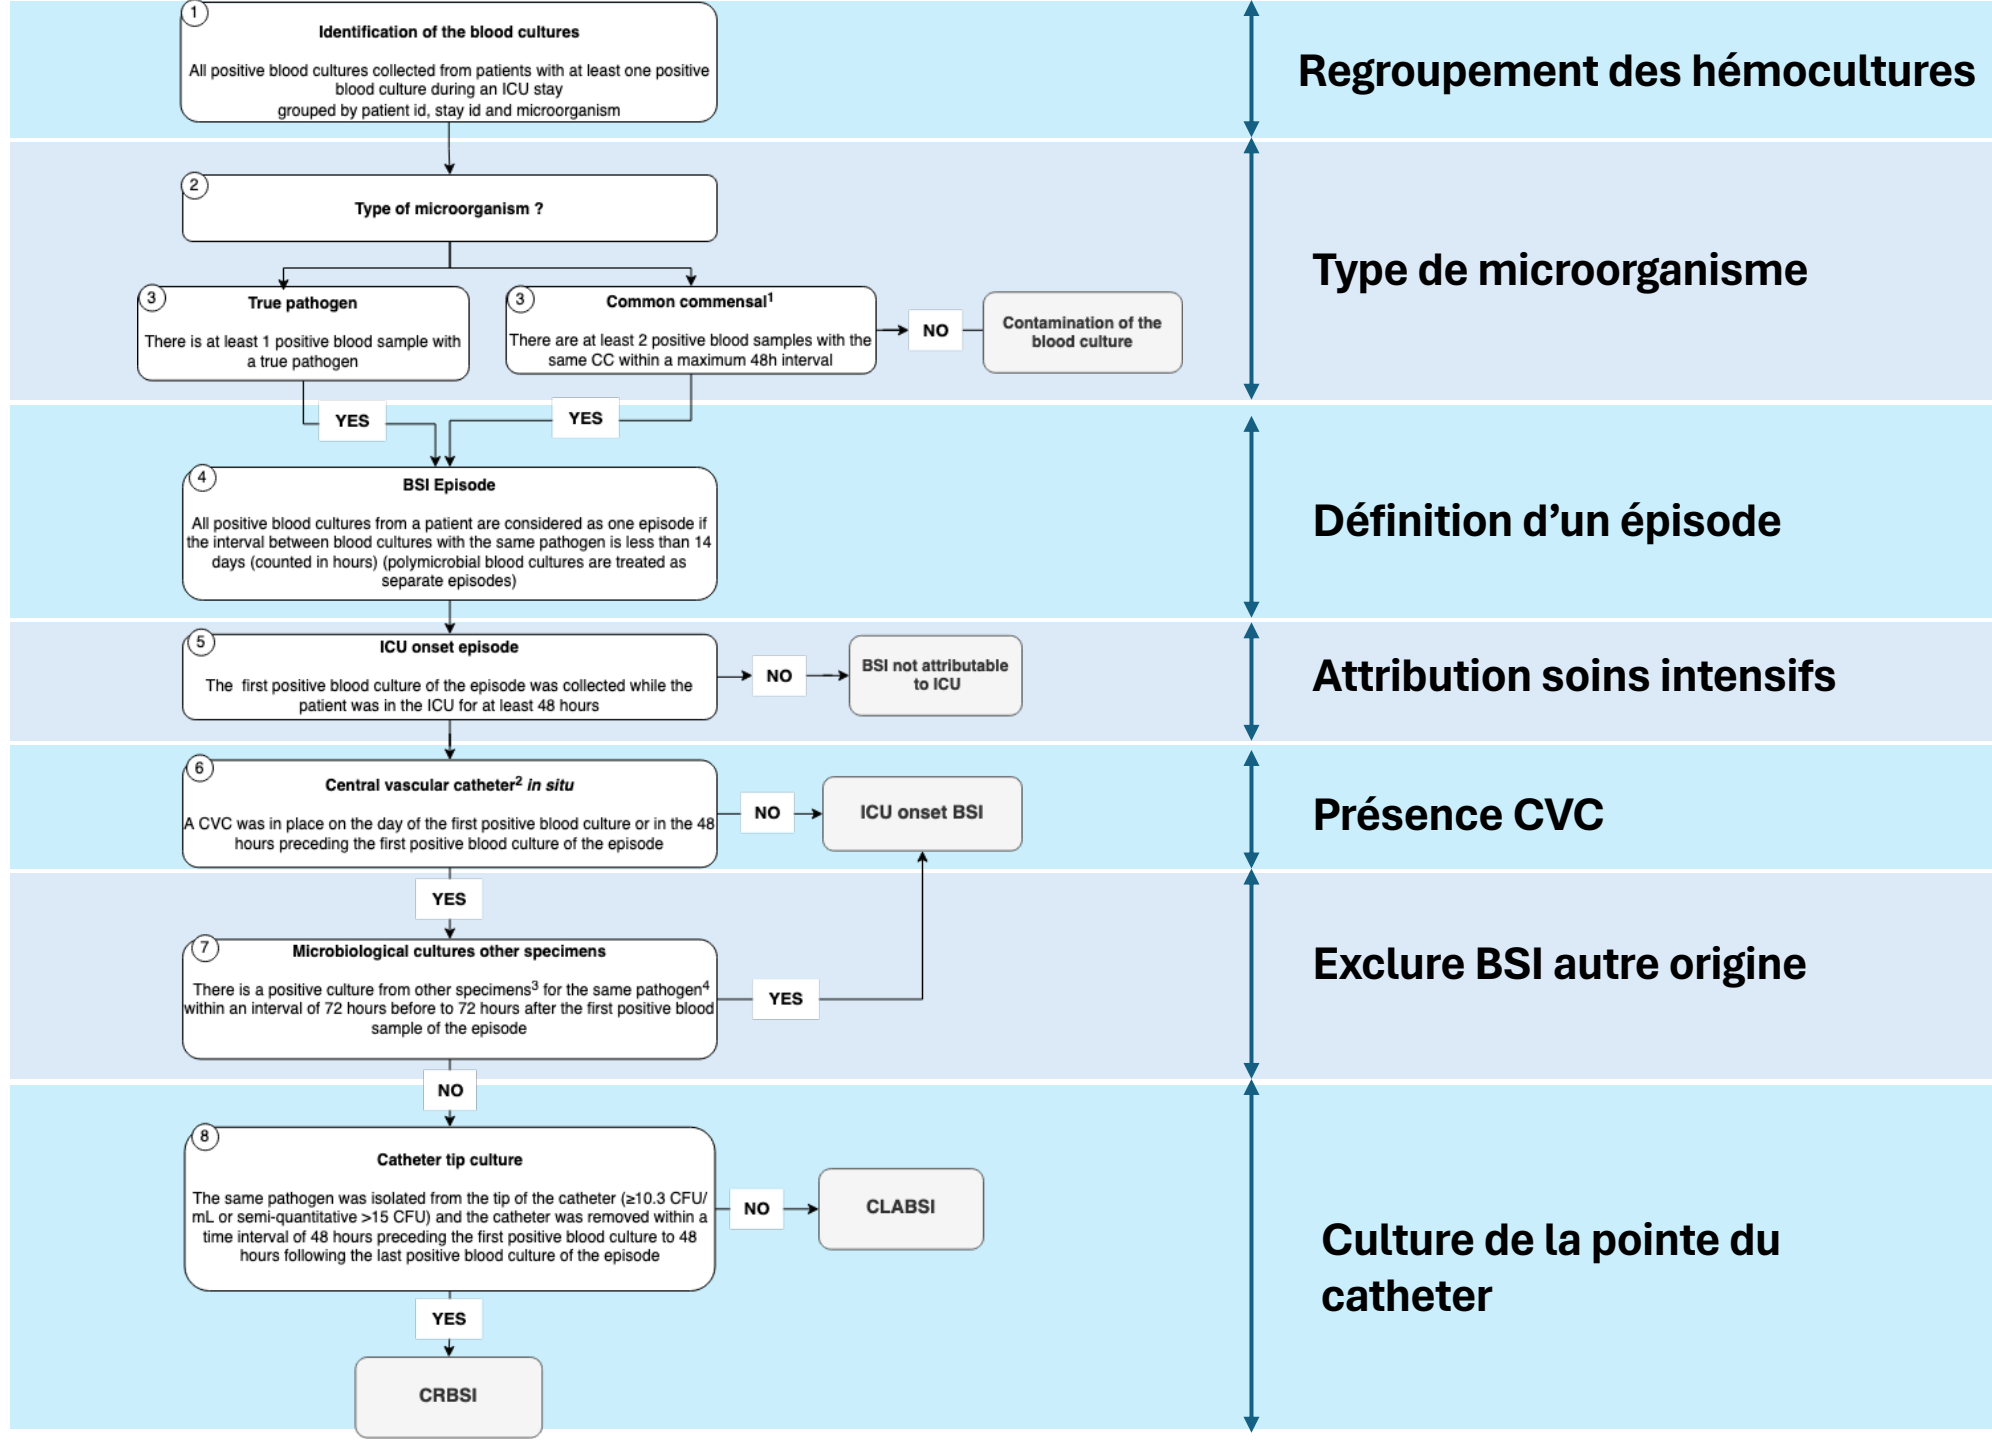 1
Identification of the blood cultures
All positive blood cultures collected from patients with at least one positive
blood culture during an ICU stay
grouped by patient id, stay id and microorganism
Regroupement des hémocultures
2
Type of microorganism ?
Type de microorganisme
3
True pathogen
There is at least 1 positive blood sample with
a true pathogen
3
Common commensal¹
There are at least 2 positive blood samples with the
same CC within a maximum 48h interval
NO
Contamination of the
blood culture
YES
YES
4
BSI Episode
All positive blood cultures from a patient are considered as one episode if
the interval between blood cultures with the same pathogen is less than 14
days (counted in hours) (polymicrobial blood cultures are treated as
separate episodes)
Définition d’un épisode
5
ICU onset episode
The first positive blood culture of the episode was collected while the
patient was in the ICU for at least 48 hours
NO
BSI not attributable
to ICU
Attribution soins intensifs
6
Central vascular catheter² in situ
A CVC was in place on the day of the first positive blood culture or in the 48
hours preceding the first positive blood culture of the episode
NO
ICU onset BSI
Présence CVC
YES
7
Microbiological cultures other specimens
There is a positive culture from other specimens³ for the same pathogen⁴
within an interval of 72 hours before to 72 hours after the first positive blood
sample of the episode
YES
Exclure BSI autre origine
NO
8
Catheter tip culture
The same pathogen was isolated from the tip of the catheter (≥10.3 CFU/
mL or semi-quantitative >15 CFU) and the catheter was removed within a
time interval of 48 hours preceding the first positive blood culture to 48
hours following the last positive blood culture of the episode
NO
CLABSI
Culture de la pointe du
catheter
YES
CRBSI